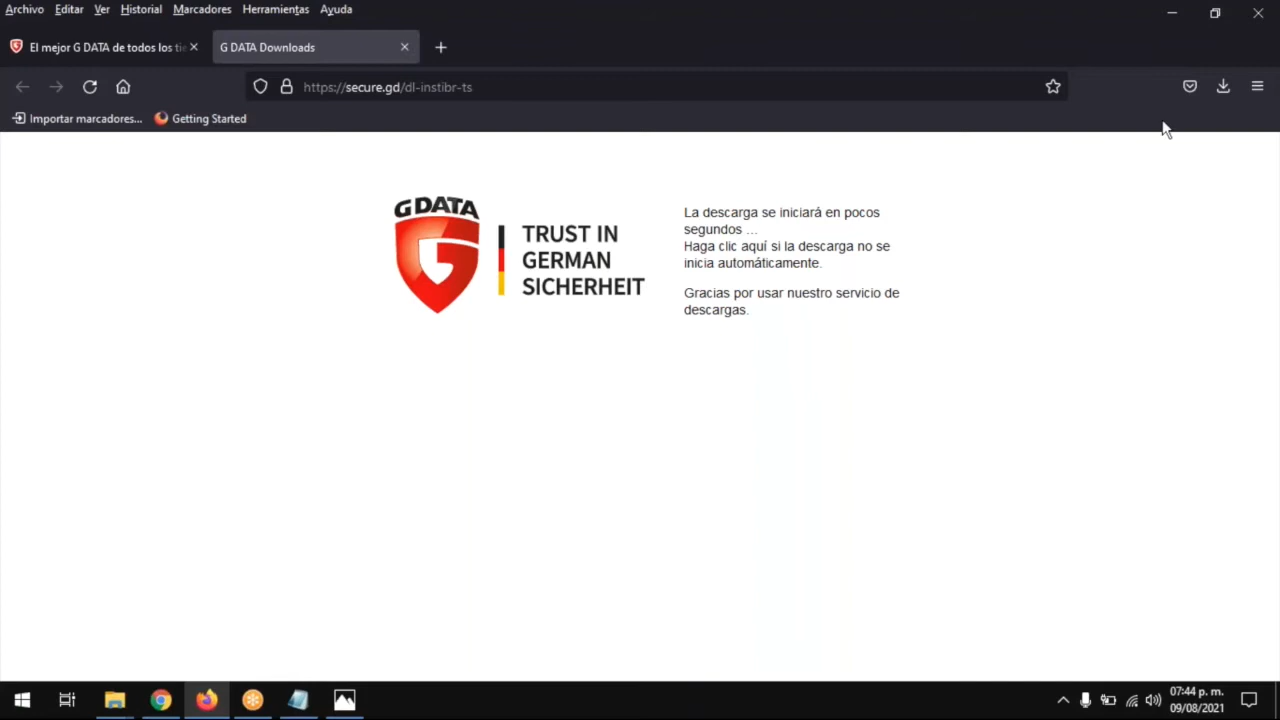 Archivo Editar Ver Historial Marcadores Herramientas Ayuda
El mejor G DATA de todos los tie
G DATA Downloads
https://secure.gd/dl-instibr-ts
Importar marcadores... Getting Started
G DATA
TRUST IN
GERMAN
SICHERHEIT
La descarga se iniciará en pocos
segundos ...
Haga clic aquí si la descarga no se
inicia automáticamente.
Gracias por usar nuestro servicio de
descargas.
07:44 p. m.
09/08/2021